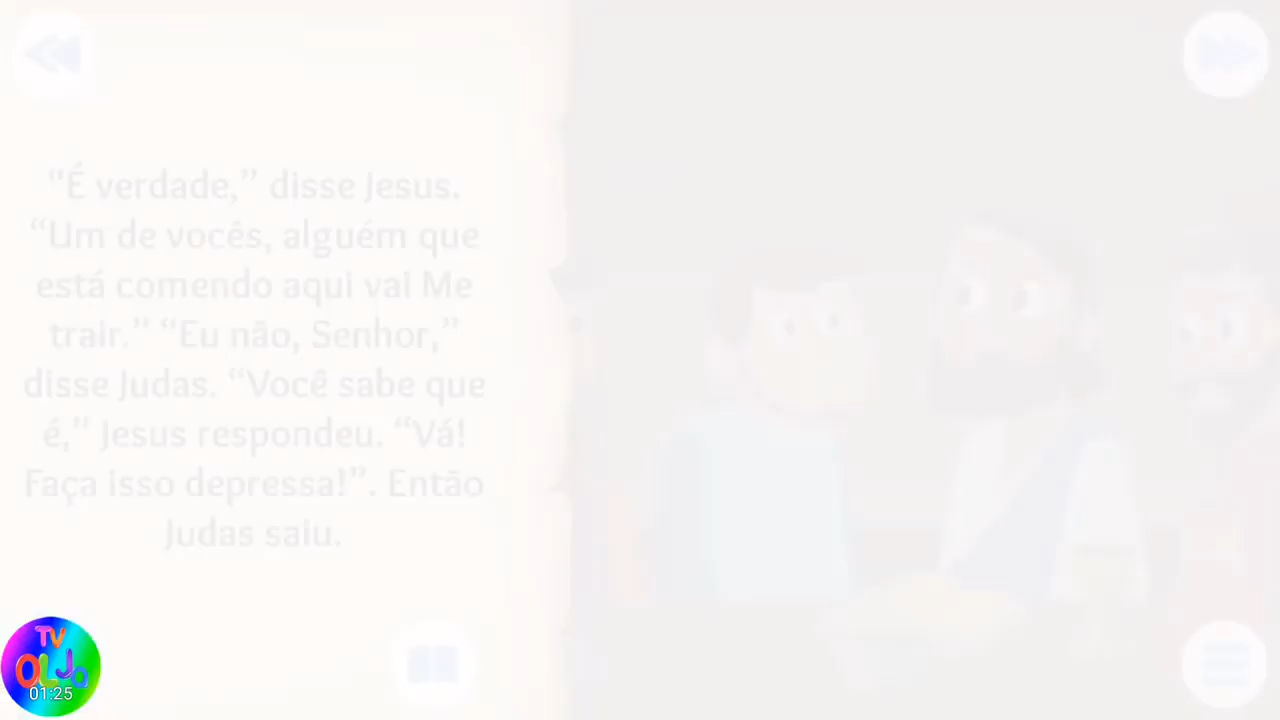 "É verdade,” disse Jesus.
“Um de vocês, alguém que
está comendo aqui vai Me
trair.” “Eu não, Senhor,”
disse Judas. “Você sabe que
é,” Jesus respondeu. “Vá!
Faça isso depressa!”. Então
Judas saiu.
TV
OLJa
01:25